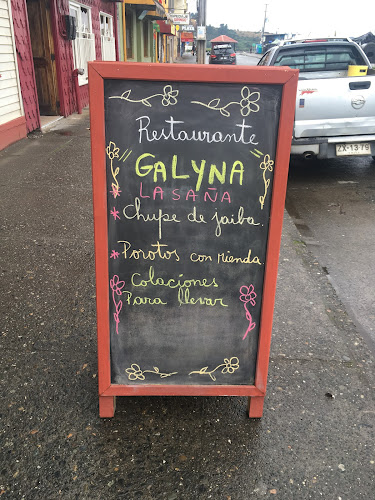 Restaurante
GALYNA
LASAÑA
* Chupe de jaiba.
* Porotos con rienda
* Colaciones
Para llevar